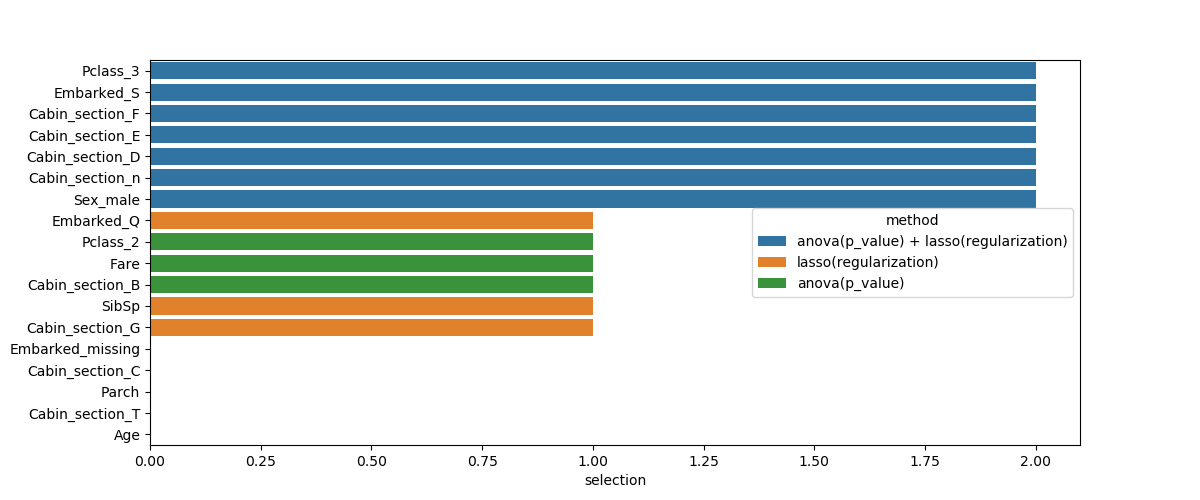 Pclass_3
Embarked_S
Cabin_section_F
Cabin_section_E
Cabin_section_D
Cabin_section_n
Sex_male
Embarked_Q
Pclass_2
Fare
Cabin_section_B
SibSp
Cabin_section_G
Embarked_missing
Cabin_section_C
Parch
Cabin_section_T
Age
method
anova(p_value) + lasso(regularization)
lasso(regularization)
anova(p_value)
0.00 0.25 0.50 0.75 1.00 1.25 1.50 1.75 2.00
selection